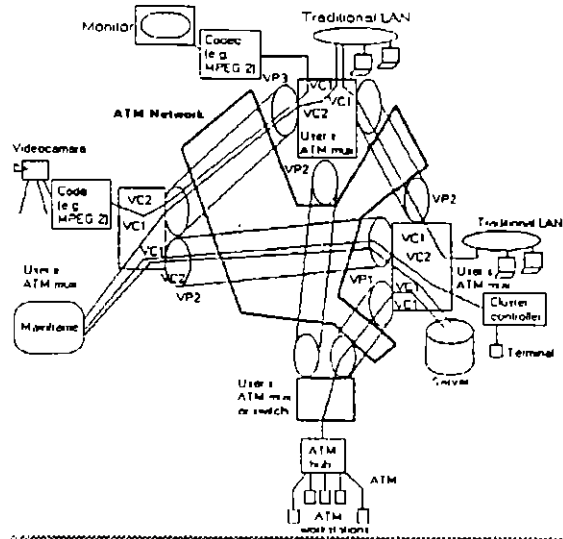 Monitor
Traditional LAN
Codec
(e.g.
MPEG 2)
VP3
VC1
VC1
VC2
ATM Network
User's
ATM mux
Videocamara
VP2
VP2
Code
(e.g.
MPEG 2)
VC2
VC1
VC1
VC1
VC2
Traditional LAN
User's
ATM mux
VC2
VP2
VP1
VC1
VC1
User's
ATM mux
Cluster
controller
Mainframe
Terminal
Server
User's
ATM mux
or switch
ATM
hub
ATM
ATM
workstations